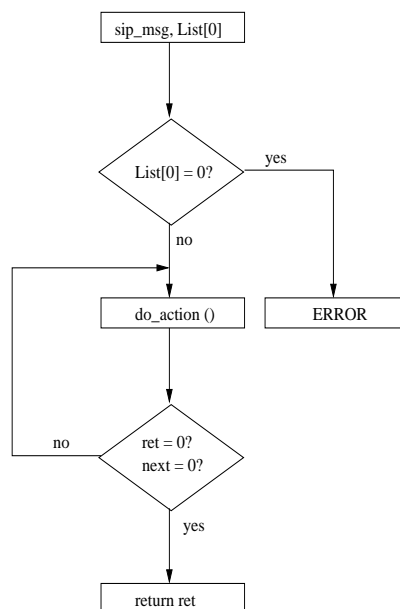 sip_msg, List[0]
List[0] = 0?
yes
no
do_action ()
ERROR
ret = 0?
next = 0?
no
yes
return ret